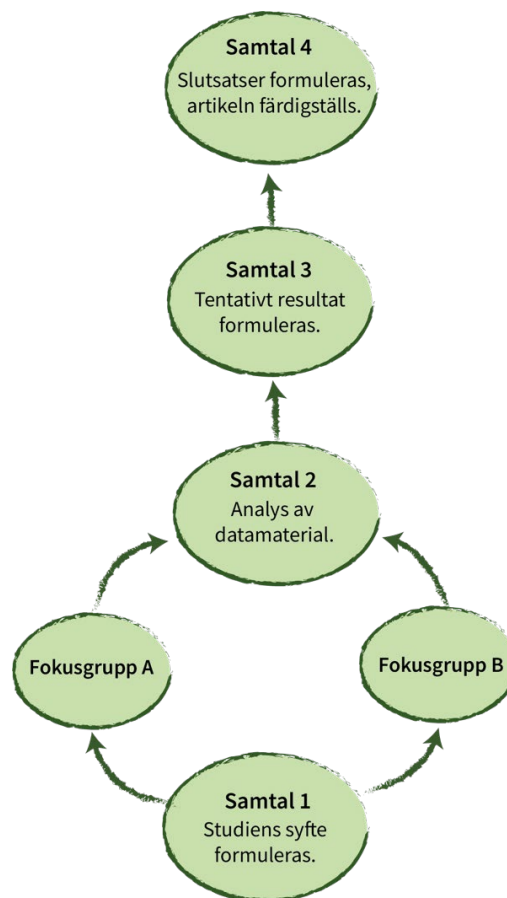 Samtal 4
Slutsatser formuleras,
artikeln färdigställs.
Samtal 3
Tentativt resultat
formuleras.
Samtal 2
Analys av
datamaterial.
Fokusgrupp A
Fokusgrupp B
Samtal 1
Studiens syfte
formuleras.